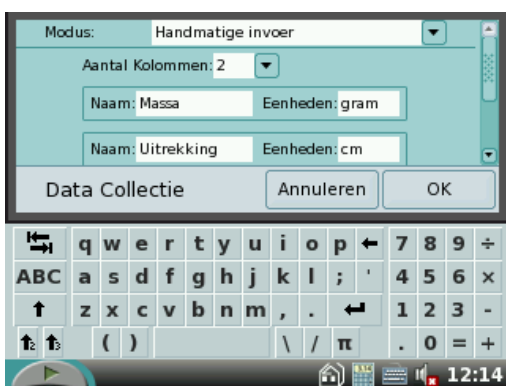 Modus: Handmatige invoer
Aantal Kolommen: 2
Naam: Massa Eenheden: gram
Naam: Uitrekking Eenheden: cm
Data Collectie Annuleren OK
q w e r t y u i o p 7 8 9 ÷
ABC a s d f g h j k l ; ' 4 5 6 ×
z x c v b n m , . 1 2 3 -
( ) \ / π . 0 = +
12:14